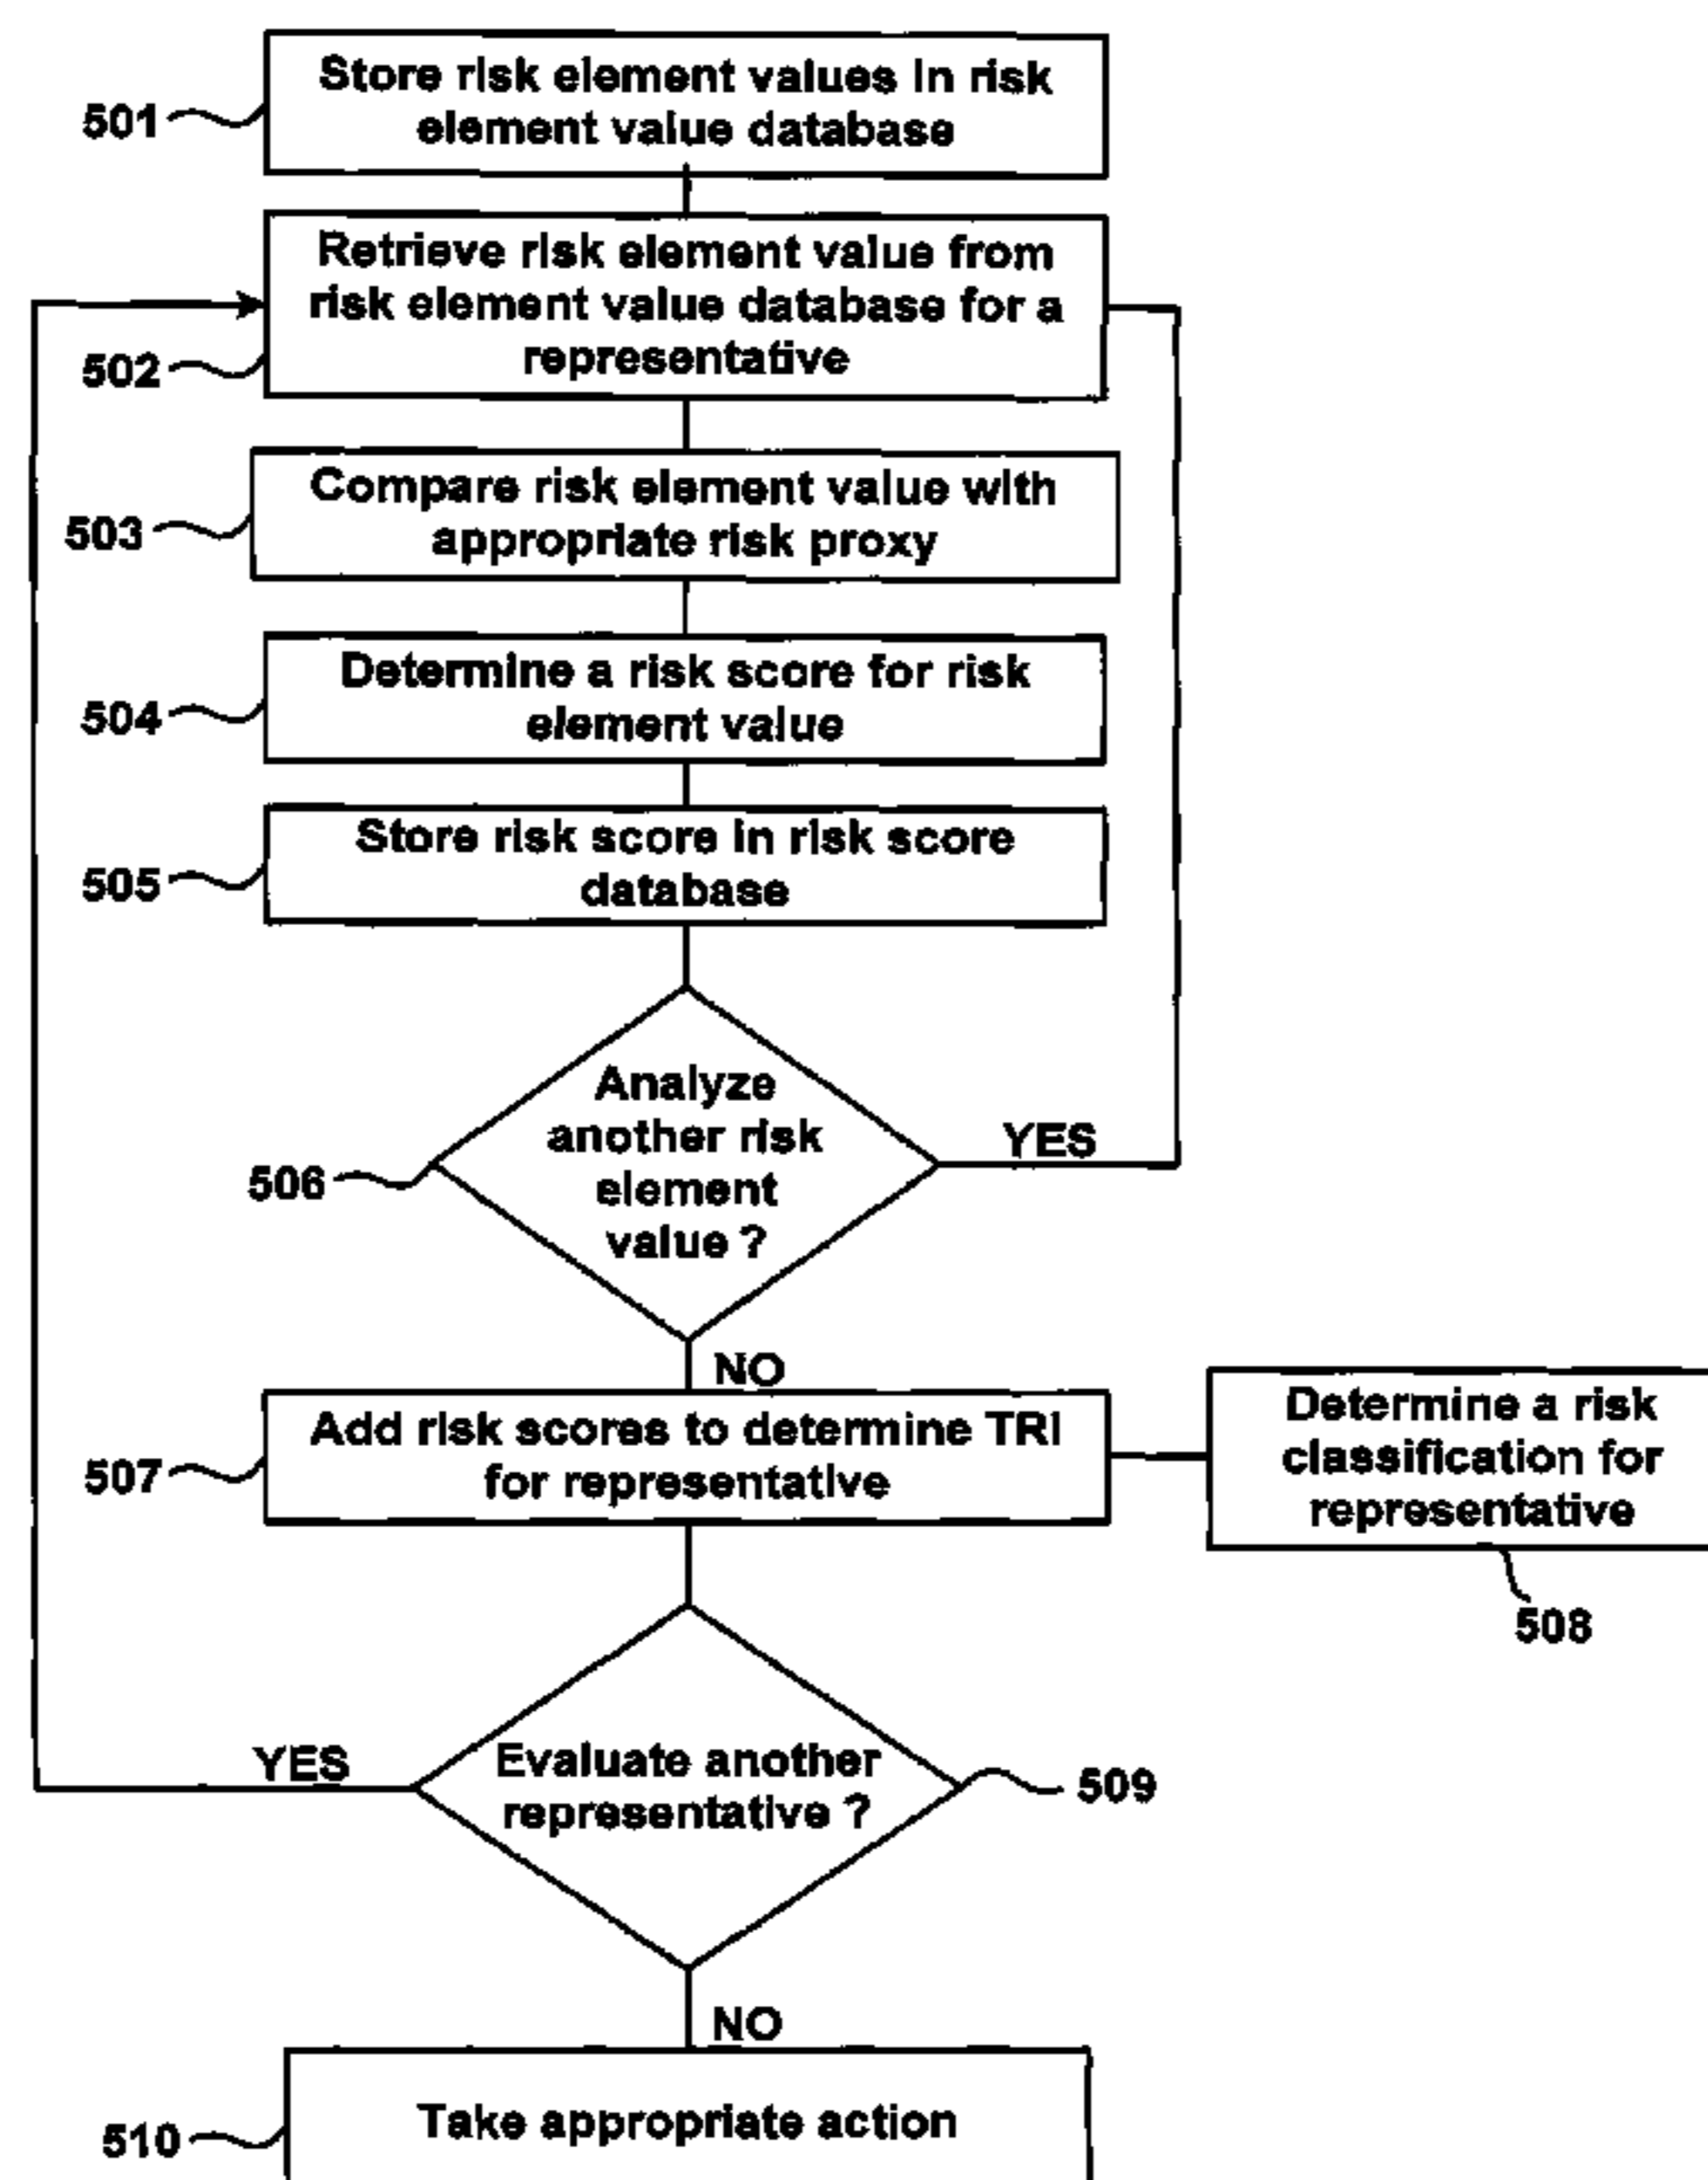 Store risk element values in risk
element value database
501
Retrieve risk element value from
risk element value database for a
representative
502
Compare risk element value with
appropriate risk proxy
503
Determine a risk score for risk
element value
504
Store risk score in risk score
database
505
Analyze
another risk
element
value ?
YES
506
NO
Add risk scores to determine TRI
for representative
507
Determine a risk
classification for
representative
508
Evaluate another
representative ?
YES
509
NO
Take appropriate action
510